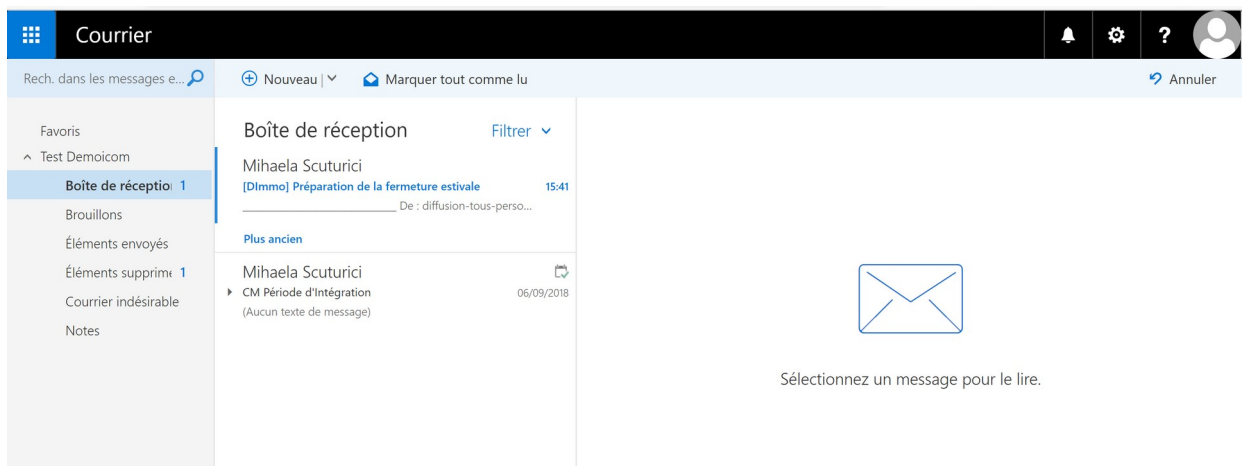 Courrier
?
Rech. dans les messages e...
Nouveau |
Marquer tout comme lu
Annuler
Favoris
Test Demoicom
Boîte de réceptio 1
Brouillons
Éléments envoyés
Éléments supprime 1
Courrier indésirable
Notes
Boîte de réception
Filtrer
Mihaela Scuturici
[DImmo] Préparation de la fermeture estivale 15:41
________________________________ De : diffusion-tous-perso...
Plus ancien
Mihaela Scuturici
CM Période d'Intégration 06/09/2018
(Aucun texte de message)
Sélectionnez un message pour le lire.